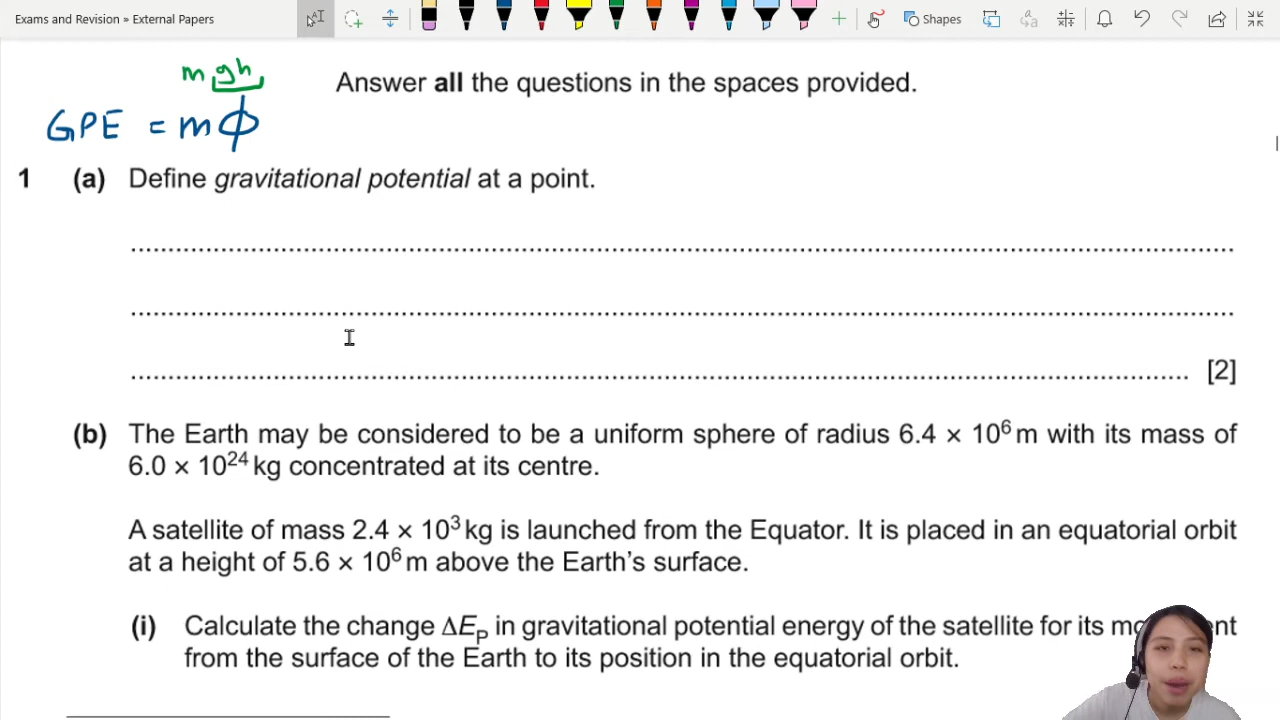 Exams and Revision » External Papers
Shapes
m gh
GPE = mϕ
Answer all the questions in the spaces provided.
1 (a) Define gravitational potential at a point.
..........
..........
.......... [2]
(b) The Earth may be considered to be a uniform sphere of radius 6.4 × 10⁶ m with its mass of
6.0 × 10²⁴ kg concentrated at its centre.
A satellite of mass 2.4 × 10³ kg is launched from the Equator. It is placed in an equatorial orbit
at a height of 5.6 × 10⁶ m above the Earth's surface.
(i) Calculate the change ΔEₚ in gravitational potential energy of the satellite for its
from the surface of the Earth to its position in the equatorial orbit.